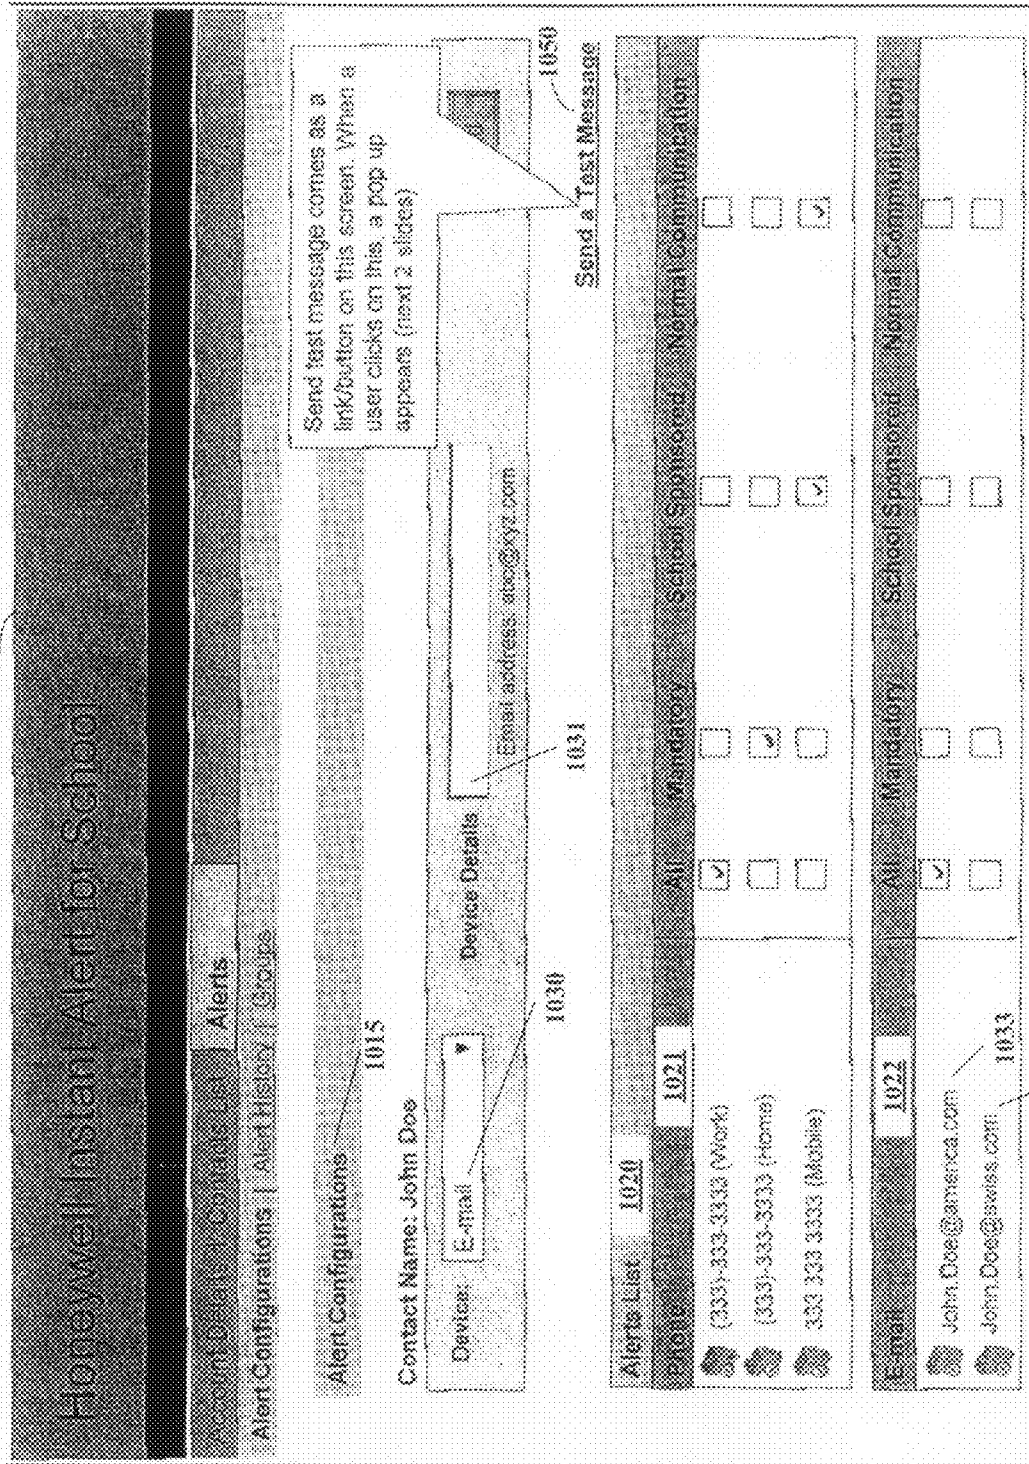 Honeywell Instant Alert for School
Account Details | Contacts List | Alerts
Alert Configurations | Alert History | Groups
Alert Configurations
1015
Send test message comes as a
link/button on this screen. When a
user clicks on this, a pop up
appears (next 2 slides)
Contact Name: John Doe
Device: E-mail Device Details
Email address abc@xyz.com
1030
1031
1050
Send a Test Message
Alerts List 1020
Phone 1021 All Mandatory School Sponsored Normal Communication
(333)-333-3333 (Work)
(333)-333-3333 (Home)
333 333 3333 (Mobile)
E-mail 1022 All Mandatory School Sponsored Normal Communication
John.Doe@america.com
John.Doe@swiss.com
1033